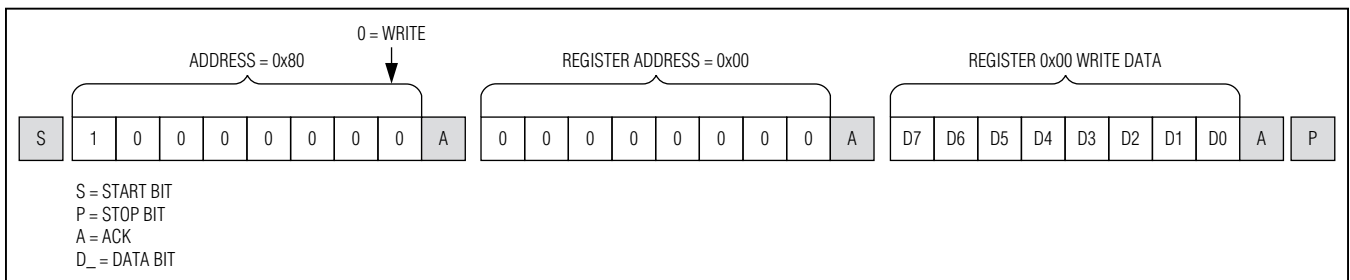 0 = WRITE
ADDRESS = 0x80 REGISTER ADDRESS = 0x00 REGISTER 0x00 WRITE DATA
S 1 0 0 0 0 0 0 0 A 0 0 0 0 0 0 0 0 A D7 D6 D5 D4 D3 D2 D1 D0 A P
S = START BIT
P = STOP BIT
A = ACK
D_ = DATA BIT